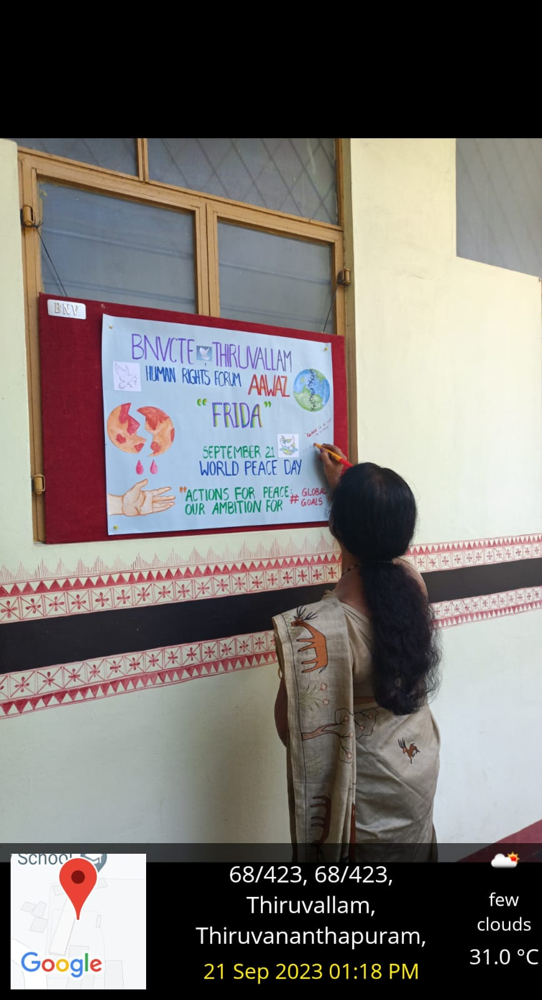 BNV
BNVCTE THIRUVALLAM
HUMAN RIGHTS FORUM AAWAZ
"FRIDA"
"PEACE IS A
SEPTEMBER 21
WORLD PEACE DAY
"ACTIONS FOR PEACE:
OUR AMBITION FOR
# GLOBAL
GOALS
School
Google
68/423, 68/423,
Thiruvallam,
Thiruvananthapuram,
21 Sep 2023 01:18 PM
few
clouds
31.0 °C